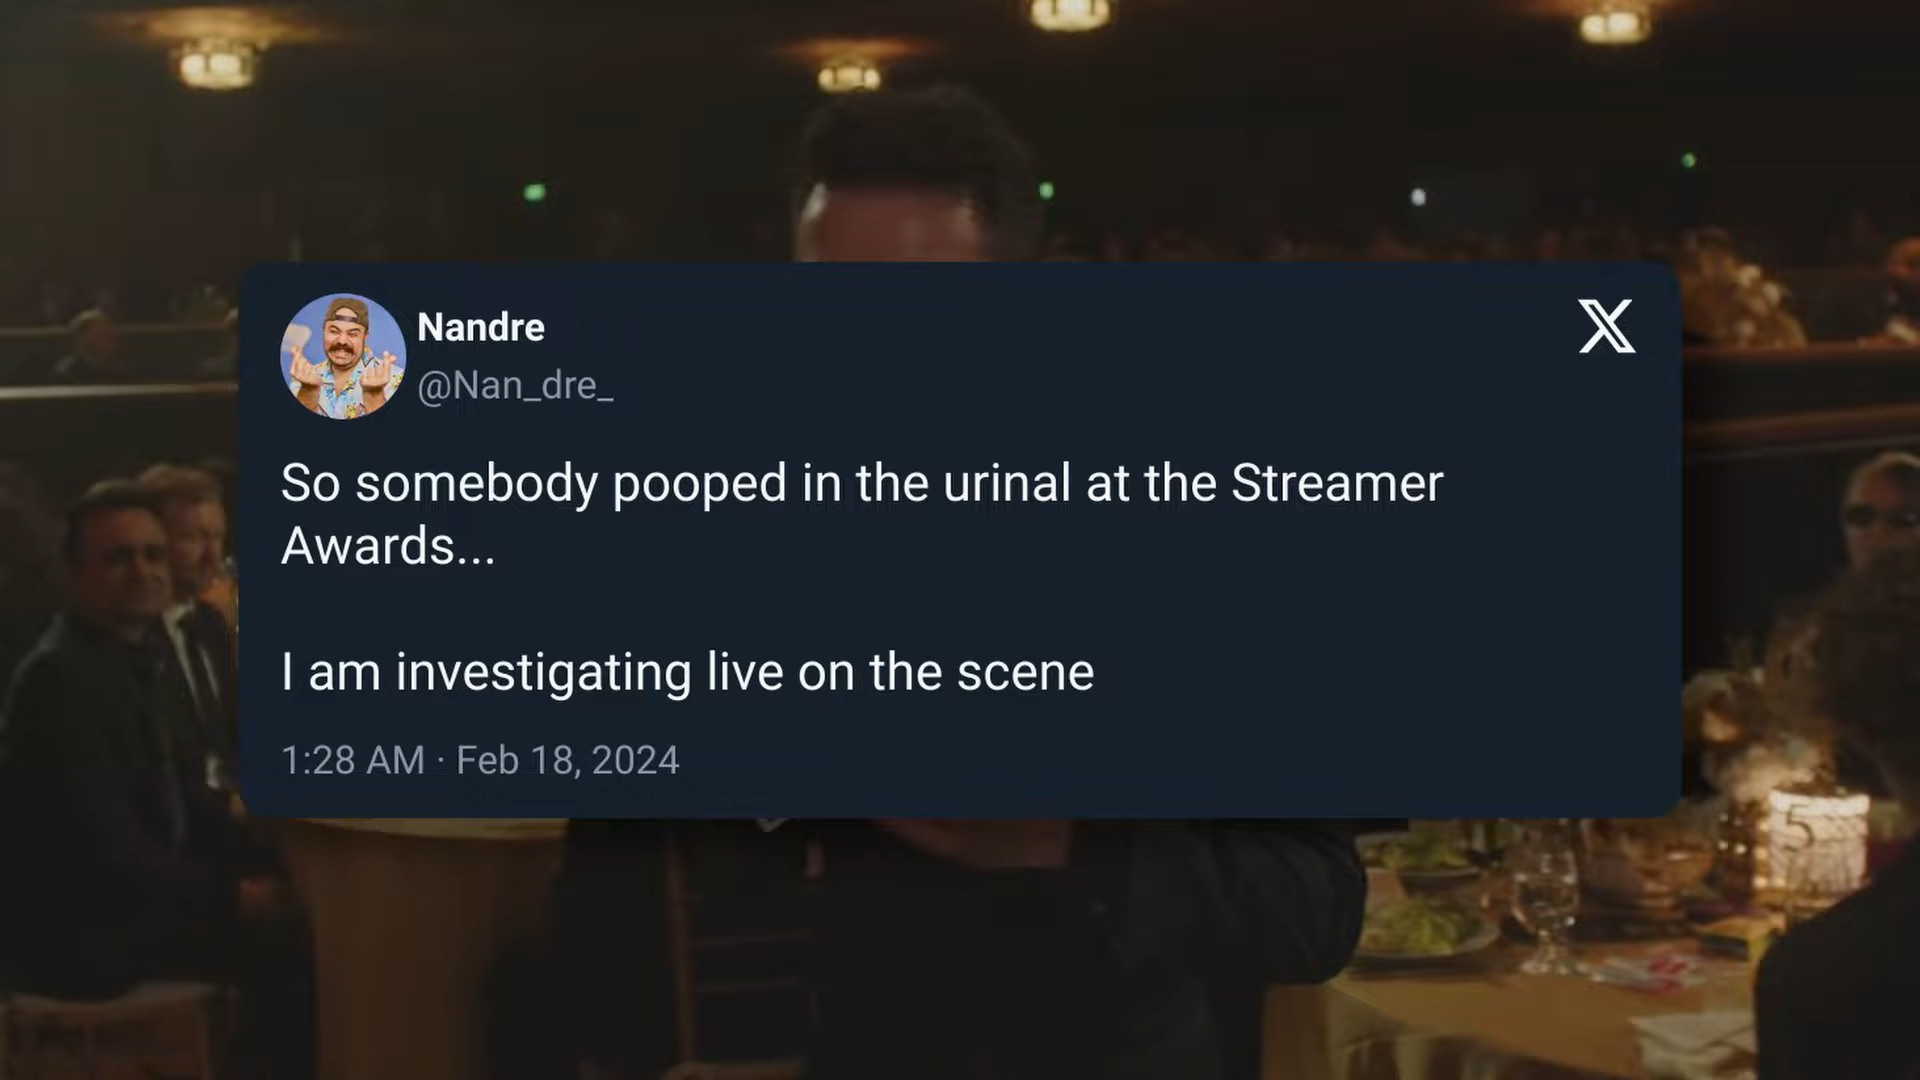 Nandre
@Nan_dre_
So somebody pooped in the urinal at the Streamer
Awards...
I am investigating live on the scene
1:28 AM · Feb 18, 2024
5